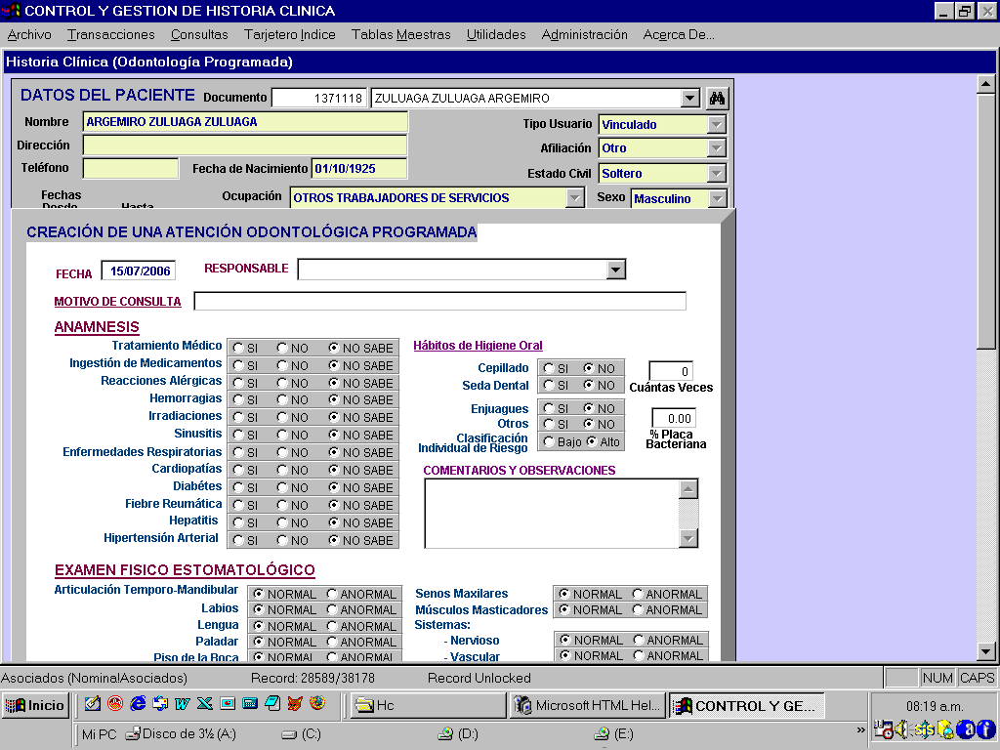 CONTROL Y GESTION DE HISTORIA CLINICA
Archivo Transacciones Consultas Tarjetero Indice Tablas Maestras Utilidades Administración Acerca De...
Historia Clínica (Odontología Programada)
DATOS DEL PACIENTE Documento 1371118 ZULUAGA ZULUAGA ARGEMIRO
Nombre ARGEMIRO ZULUAGA ZULUAGA Tipo Usuario Vinculado
Dirección Afiliación Otro
Teléfono Fecha de Nacimiento 01/10/1925 Estado Civil Soltero
Fechas Ocupación OTROS TRABAJADORES DE SERVICIOS Sexo Masculino
Desde Hasta
CREACIÓN DE UNA ATENCIÓN ODONTOLÓGICA PROGRAMADA
FECHA 15/07/2006 RESPONSABLE
MOTIVO DE CONSULTA
ANAMNESIS
Tratamiento Médico SI NO NO SABE Hábitos de Higiene Oral
Ingestión de Medicamentos SI NO NO SABE Cepillado SI NO 0
Reacciones Alérgicas SI NO NO SABE Seda Dental SI NO Cuántas Veces
Hemorragias SI NO NO SABE Enjuagues SI NO
Irradiaciones SI NO NO SABE Otros SI NO 0.00
Sinusitis SI NO NO SABE Clasificación Bajo Alto % Placa
Enfermedades Respiratorias SI NO NO SABE Individual de Riesgo Bacteriana
Cardiopatías SI NO NO SABE COMENTARIOS Y OBSERVACIONES
Diabétes SI NO NO SABE
Fiebre Reumática SI NO NO SABE
Hepatitis SI NO NO SABE
Hipertensión Arterial SI NO NO SABE
EXAMEN FISICO ESTOMATOLÓGICO
Articulación Temporo-Mandibular NORMAL ANORMAL Senos Maxilares NORMAL ANORMAL
Labios NORMAL ANORMAL Músculos Masticadores NORMAL ANORMAL
Lengua NORMAL ANORMAL Sistemas:
Paladar NORMAL ANORMAL - Nervioso NORMAL ANORMAL
Piso de la Boca NORMAL ANORMAL - Vascular NORMAL ANORMAL
Asociados (Nomina!Asociados) Record: 28589/38178 Record Unlocked NUM CAPS
Inicio Hc Microsoft HTML Hel... CONTROL Y GE... 08:19 a.m.
Mi PC Disco de 3½ (A:) (C:) (D:) (E:) » sis